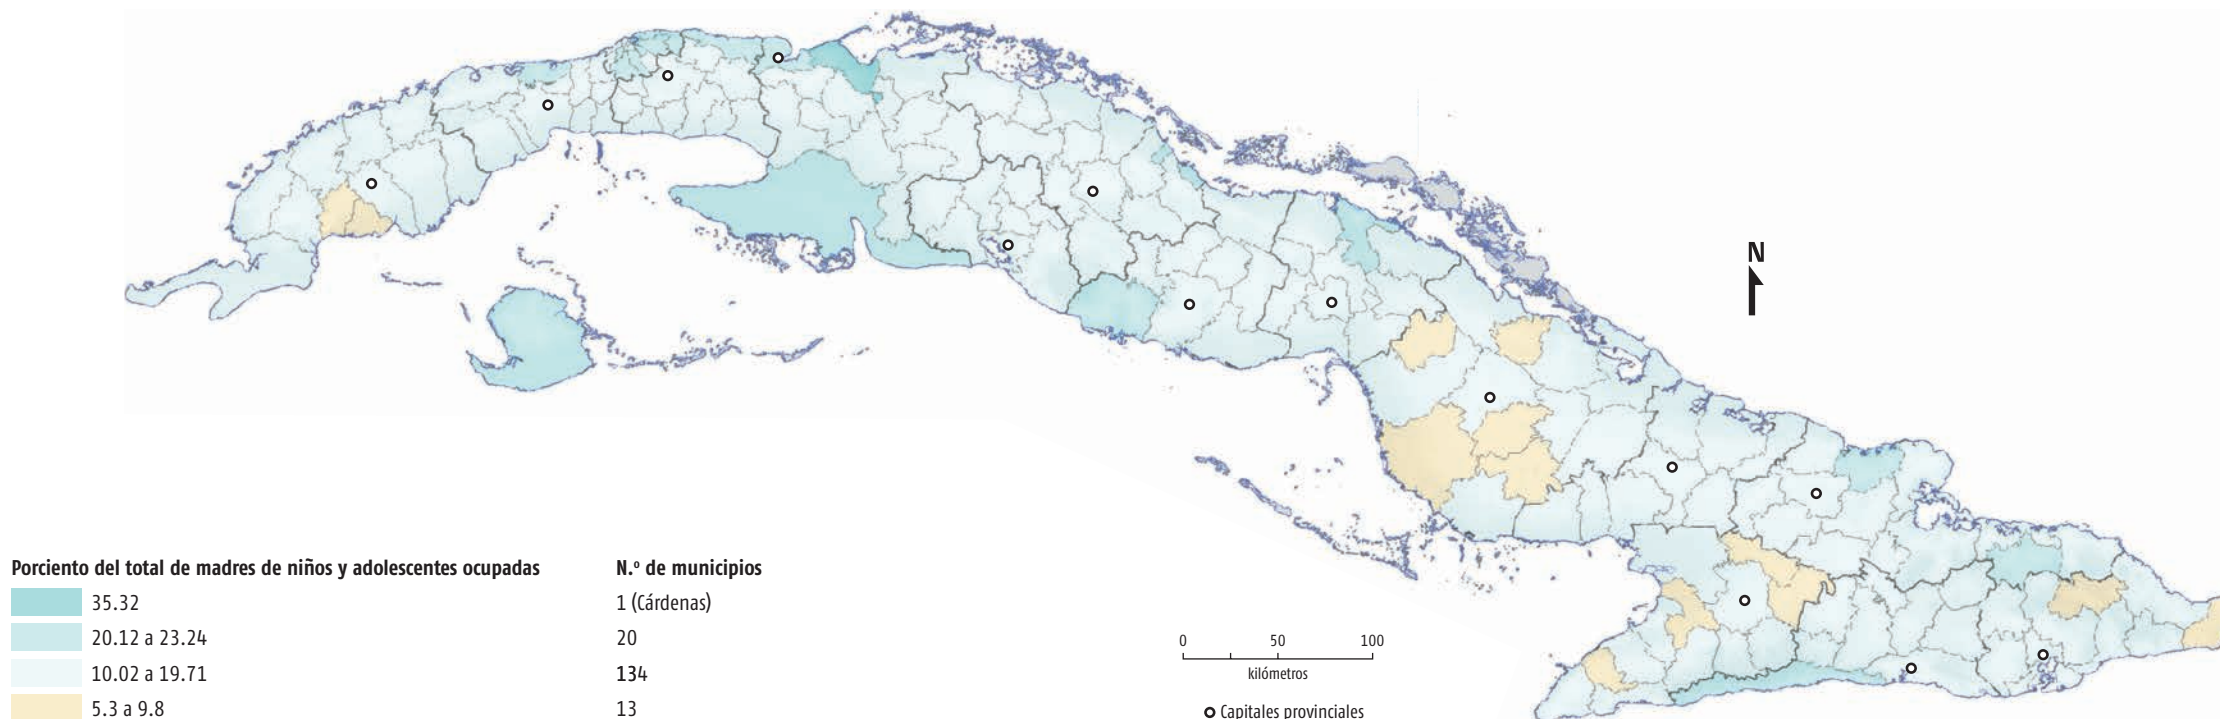 N
Porciento del total de madres de niños y adolescentes ocupadas N.º de municipios
35.32 1 (Cárdenas)
20.12 a 23.24 20
10.02 a 19.71 134
5.3 a 9.8 13
0 50 100
kilómetros
Capitales provinciales